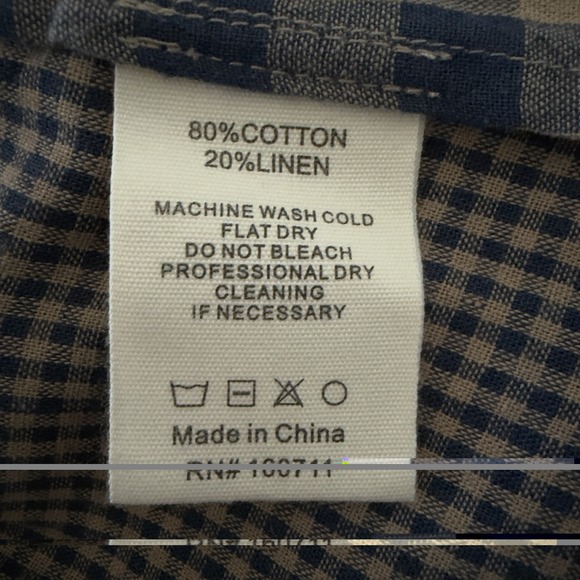 80%COTTON
20%LINEN
MACHINE WASH COLD
FLAT DRY
DO NOT BLEACH
PROFESSIONAL DRY
CLEANING
IF NECESSARY
Made in China
RN#